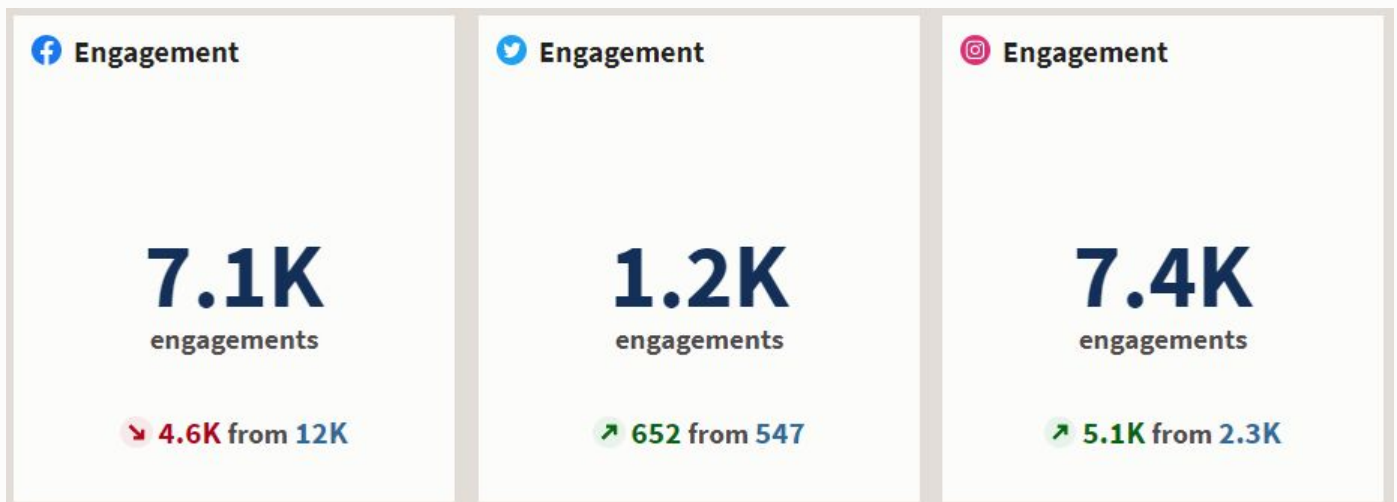 Engagement
7.1K
engagements
4.6K from 12K
Engagement
1.2K
engagements
652 from 547
Engagement
7.4K
engagements
5.1K from 2.3K